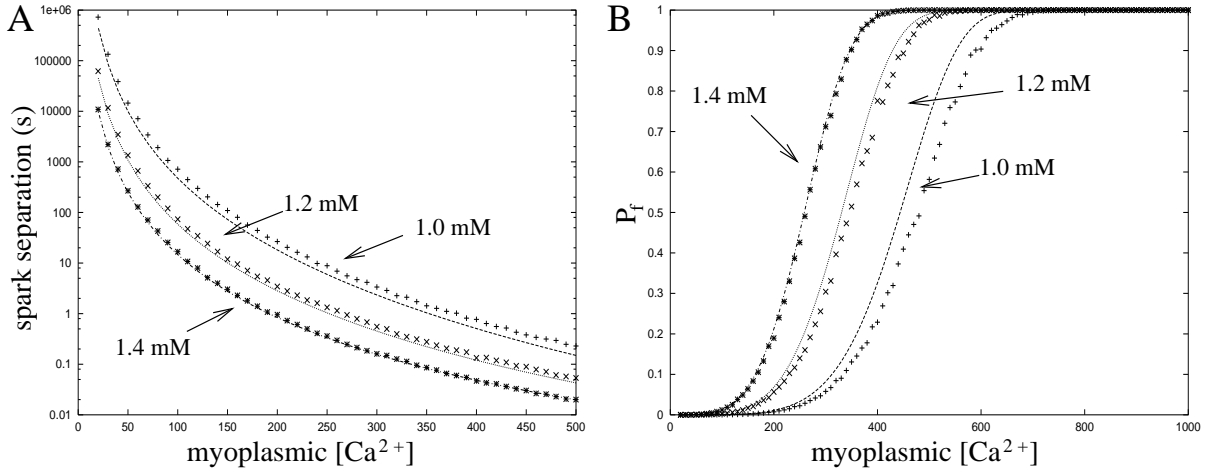 A
spark separation (s)
1e+06
100000
10000
1000
100
10
1
0.1
0.01
1.2 mM
1.0 mM
1.4 mM
0 50 100 150 200 250 300 350 400 450 500
myoplasmic [Ca²⁺]
B
P_f
1
0.9
0.8
0.7
0.6
0.5
0.4
0.3
0.2
0.1
0
1.4 mM
1.2 mM
1.0 mM
0 200 400 600 800 1000
myoplasmic [Ca²⁺]